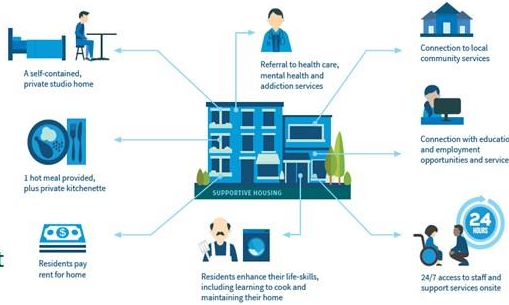 A self-contained,
private studio home
Referral to health care,
mental health and
addiction services
Connection to local
community services
1 hot meal provided,
plus private kitchenette
Connection with
and employment
opportunities and
SUPPORTIVE HOUSING
$
Residents pay
rent for home
Residents enhance their life-skills,
including learning to cook and
maintaining their home
24
HOURS
24/7 access to staff and
support services onsite